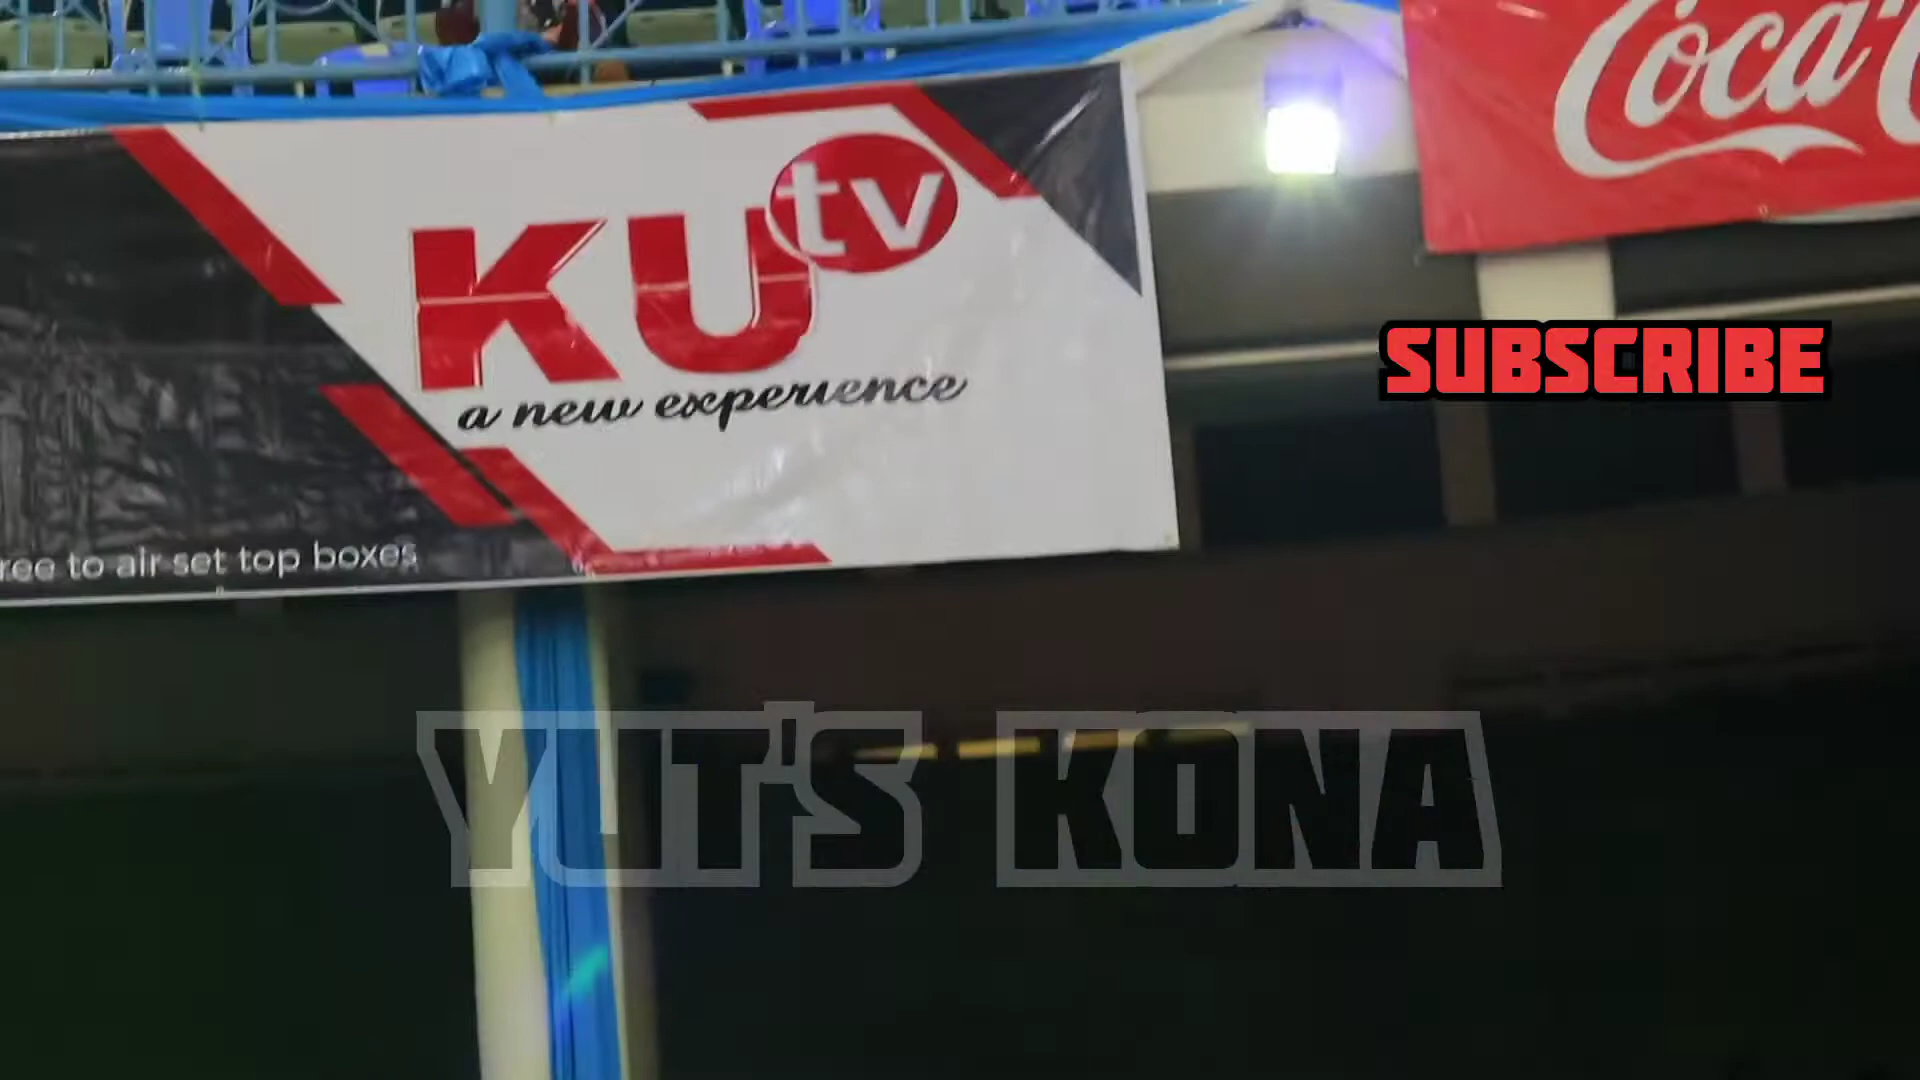 Coca-C
KU tv
a new experience
SUBSCRIBE
ree to air set top boxes
YUT'S KONA